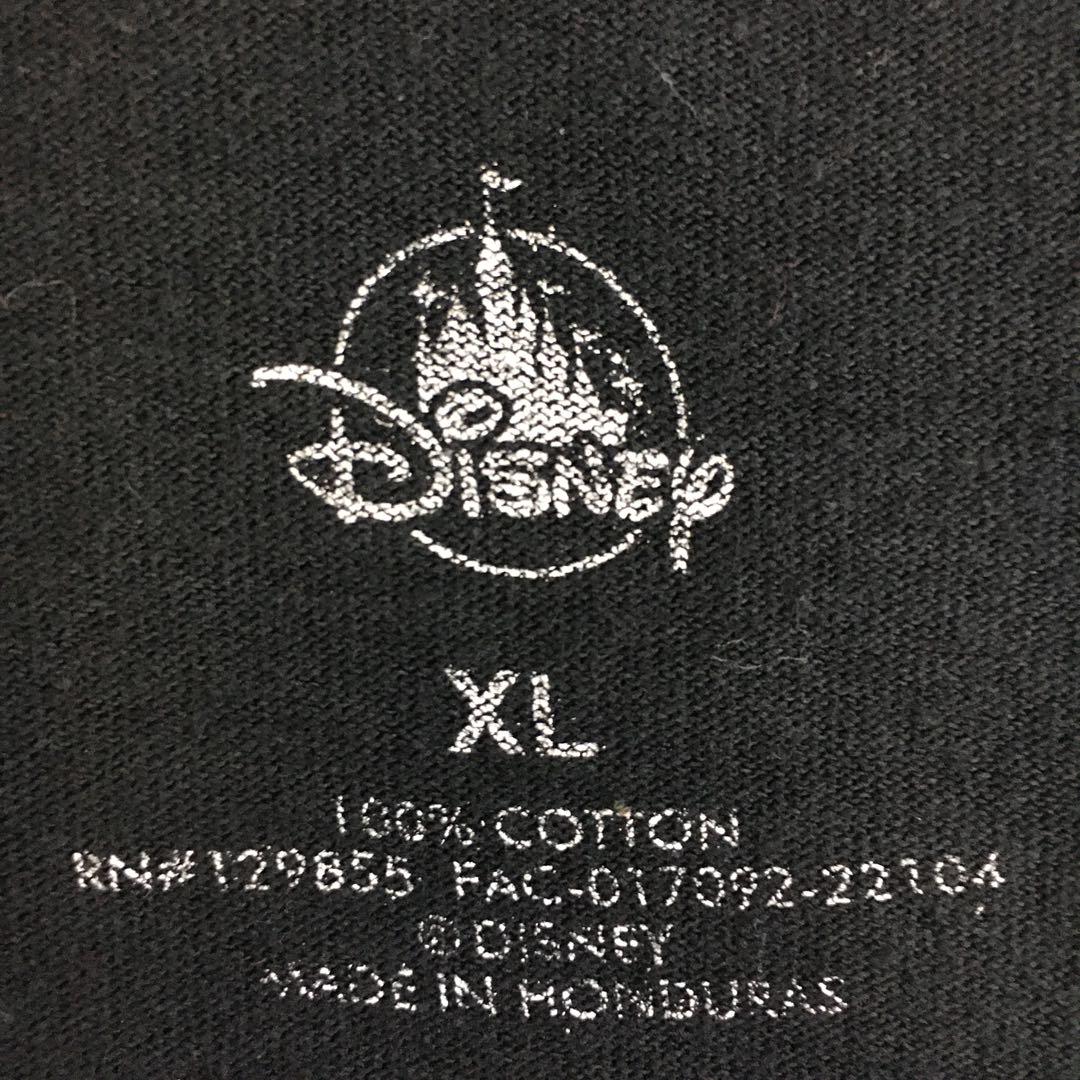 Disney
XL
100% COTTON
RN#129855 FAC-017092-22104
©DISNEY
MADE IN HONDURAS